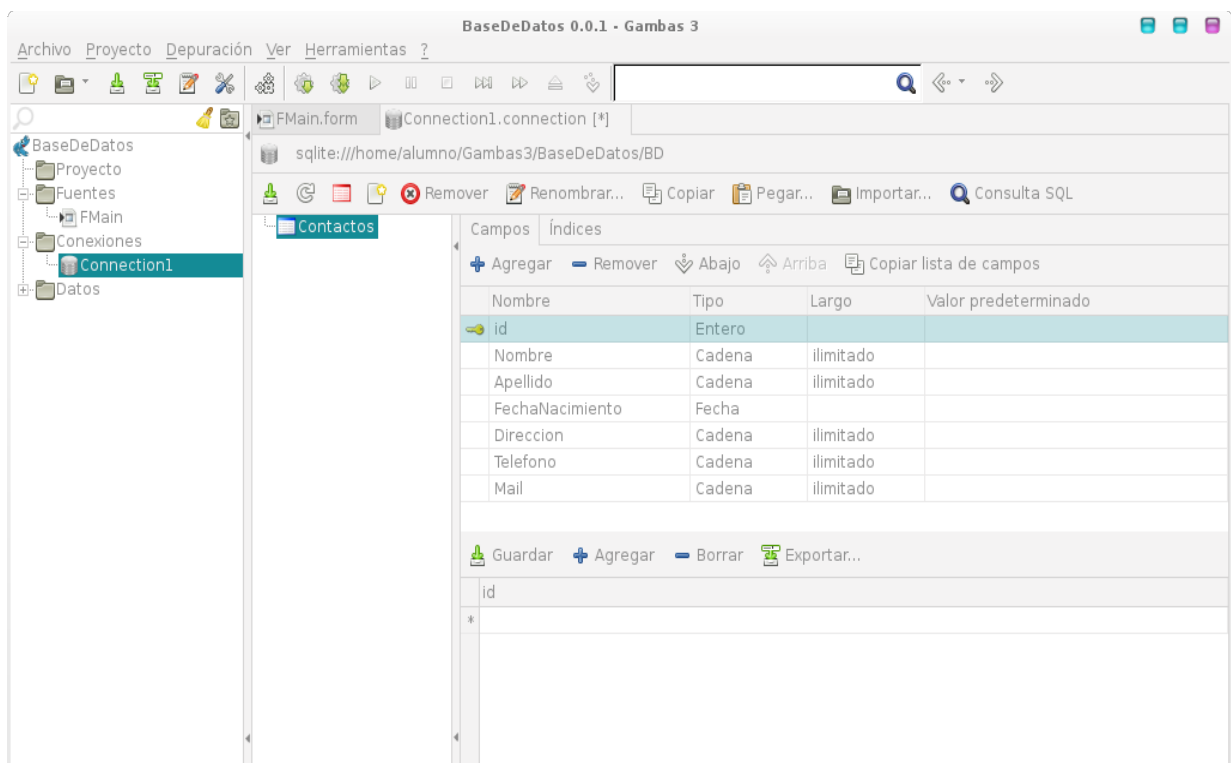 BaseDeDatos 0.0.1 - Gambas 3
Archivo Proyecto Depuración Ver Herramientas ?
FMain.form Connection1.connection [*]
BaseDeDatos
sqlite:///home/alumno/Gambas3/BaseDeDatos/BD
Proyecto
Fuentes
Remover Renombrar... Copiar Pegar... Importar... Consulta SQL
FMain
Contactos
Campos Índices
Conexiones
Connection1
Agregar Remover Abajo Arriba Copiar lista de campos
Datos
Nombre Tipo Largo Valor predeterminado
id Entero
Nombre Cadena ilimitado
Apellido Cadena ilimitado
FechaNacimiento Fecha
Direccion Cadena ilimitado
Telefono Cadena ilimitado
Mail Cadena ilimitado
Guardar Agregar Borrar Exportar...
id
*